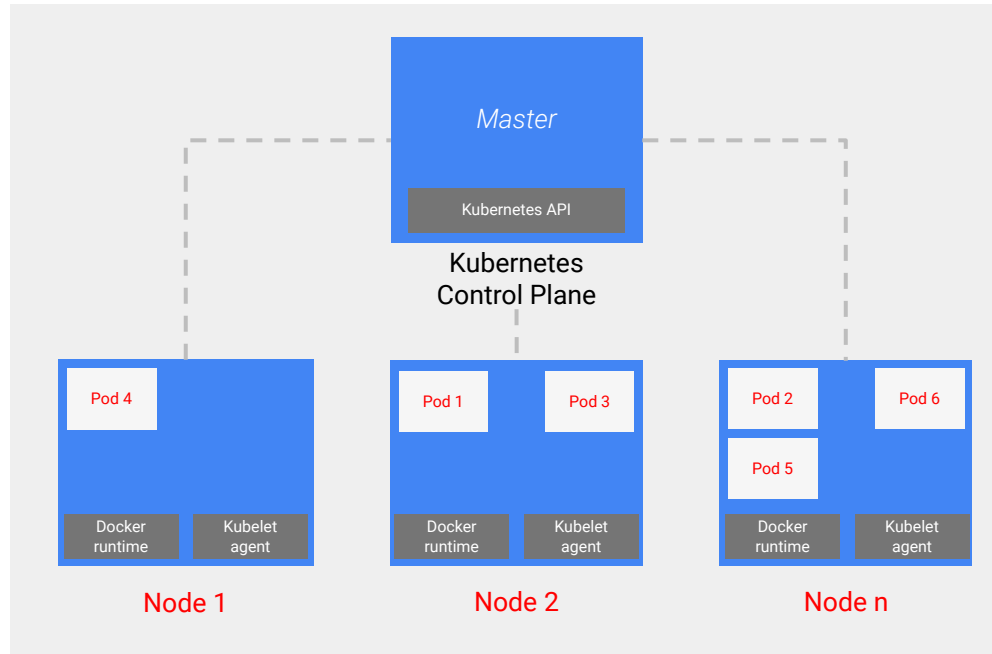 Master
Kubernetes API
Kubernetes
Control Plane
Pod 4
Docker
runtime
Kubelet
agent
Node 1
Pod 1
Pod 3
Docker
runtime
Kubelet
agent
Node 2
Pod 2
Pod 6
Pod 5
Docker
runtime
Kubelet
agent
Node n